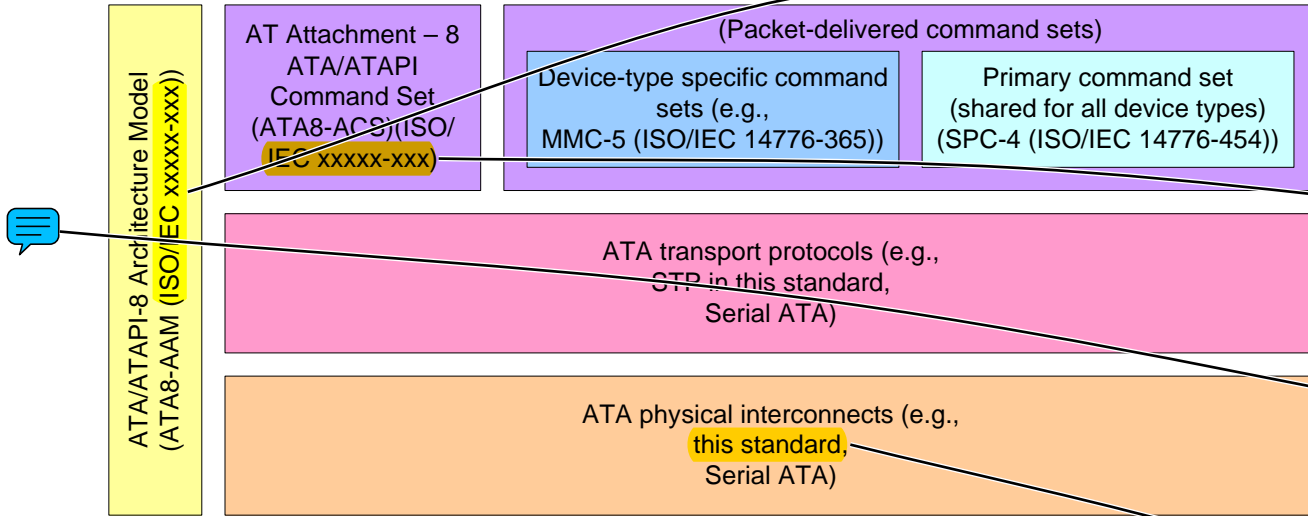 ATA/ATAPI-8 Architecture Model
(ATA8-AAM (ISO/IEC xxxxx-xxx))
AT Attachment – 8
ATA/ATAPI
Command Set
(ATA8-ACS)(ISO/
IEC xxxxx-xxx)
(Packet-delivered command sets)
Device-type specific command
sets (e.g.,
MMC-5 (ISO/IEC 14776-365))
Primary command set
(shared for all device types)
(SPC-4 (ISO/IEC 14776-454))
ATA transport protocols (e.g.,
STP in this standard,
Serial ATA)
ATA physical interconnects (e.g.,
this standard,
Serial ATA)